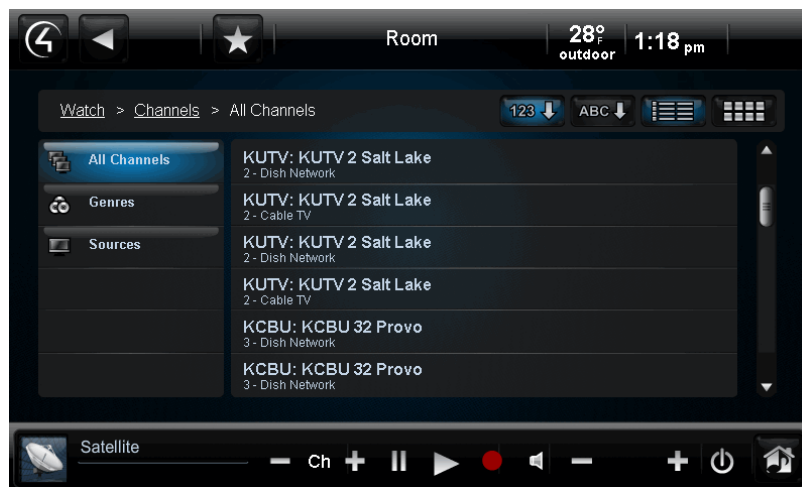 4
Room
28°F
outdoor
1:18 pm
Watch > Channels > All Channels
123
ABC
All Channels
Genres
Sources
KUTV: KUTV 2 Salt Lake
2 - Dish Network
KUTV: KUTV 2 Salt Lake
2 - Cable TV
KUTV: KUTV 2 Salt Lake
2 - Dish Network
KUTV: KUTV 2 Salt Lake
2 - Cable TV
KCBU: KCBU 32 Provo
3 - Dish Network
KCBU: KCBU 32 Provo
3 - Dish Network
Satellite
Ch